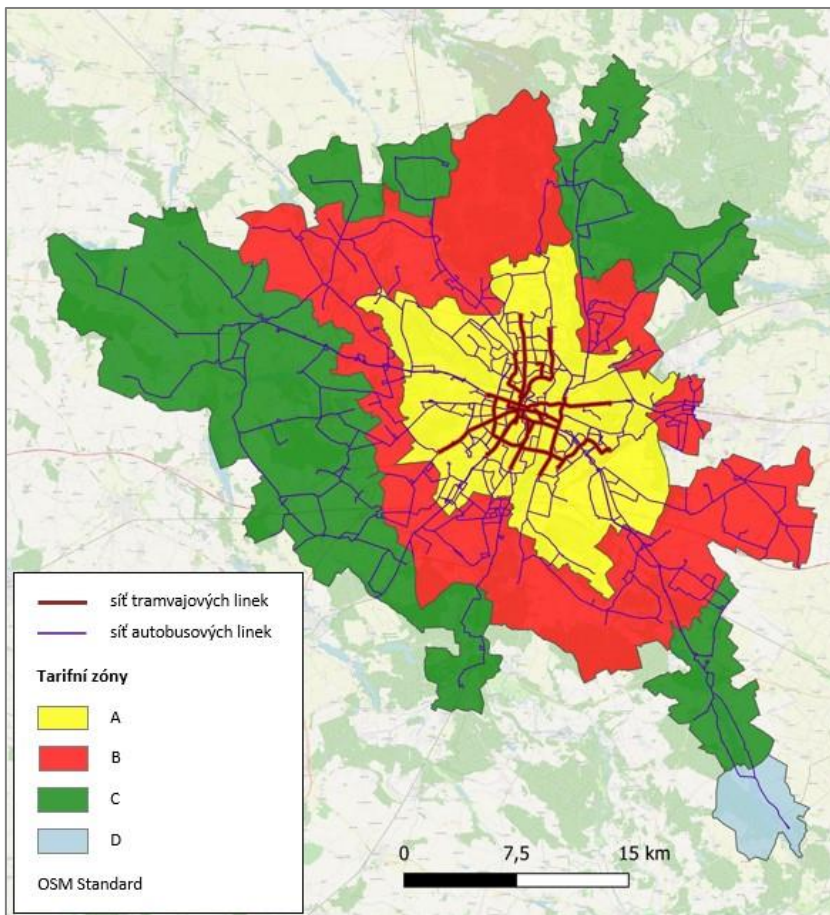 síť tramvajových linek
síť autobusových linek
Tarifní zóny
A
B
C
D
OSM Standard
0 7,5 15 km